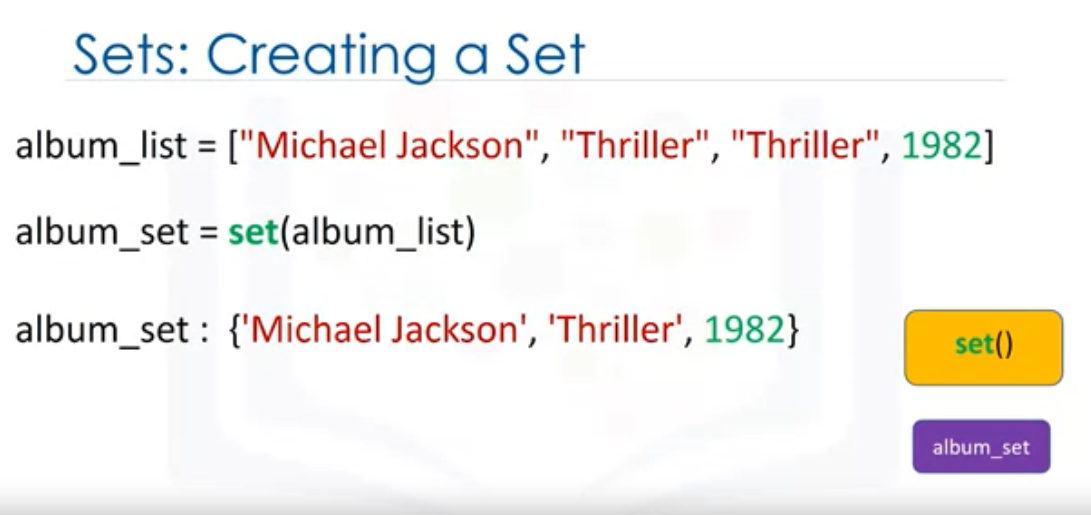 Sets: Creating a Set
album_list = ["Michael Jackson", "Thriller", "Thriller", 1982]
album_set = set(album_list)
album_set : {'Michael Jackson', 'Thriller', 1982}
set()
album_set